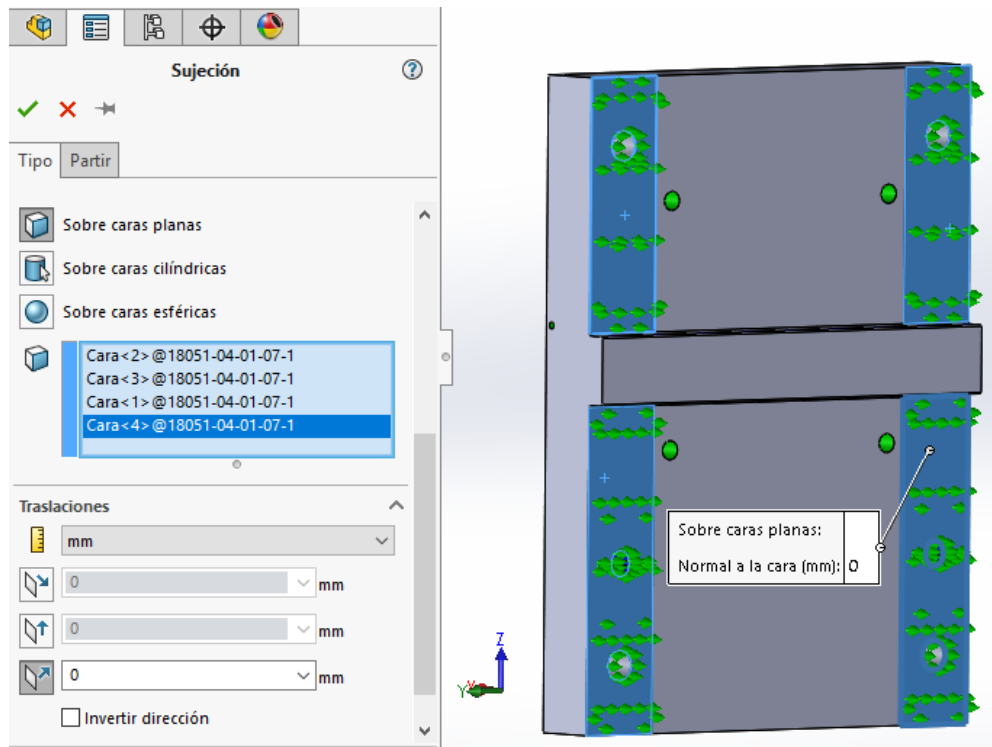 Sujeción
Tipo
Partir
Sobre caras planas
Sobre caras cilíndricas
Sobre caras esféricas
Cara<2>@18051-04-01-07-1
Cara<3>@18051-04-01-07-1
Cara<1>@18051-04-01-07-1
Cara<4>@18051-04-01-07-1
Traslaciones
mm
0 mm
0 mm
0 mm
Invertir dirección
Sobre caras planas:
Normal a la cara (mm): 0
Z
Y X